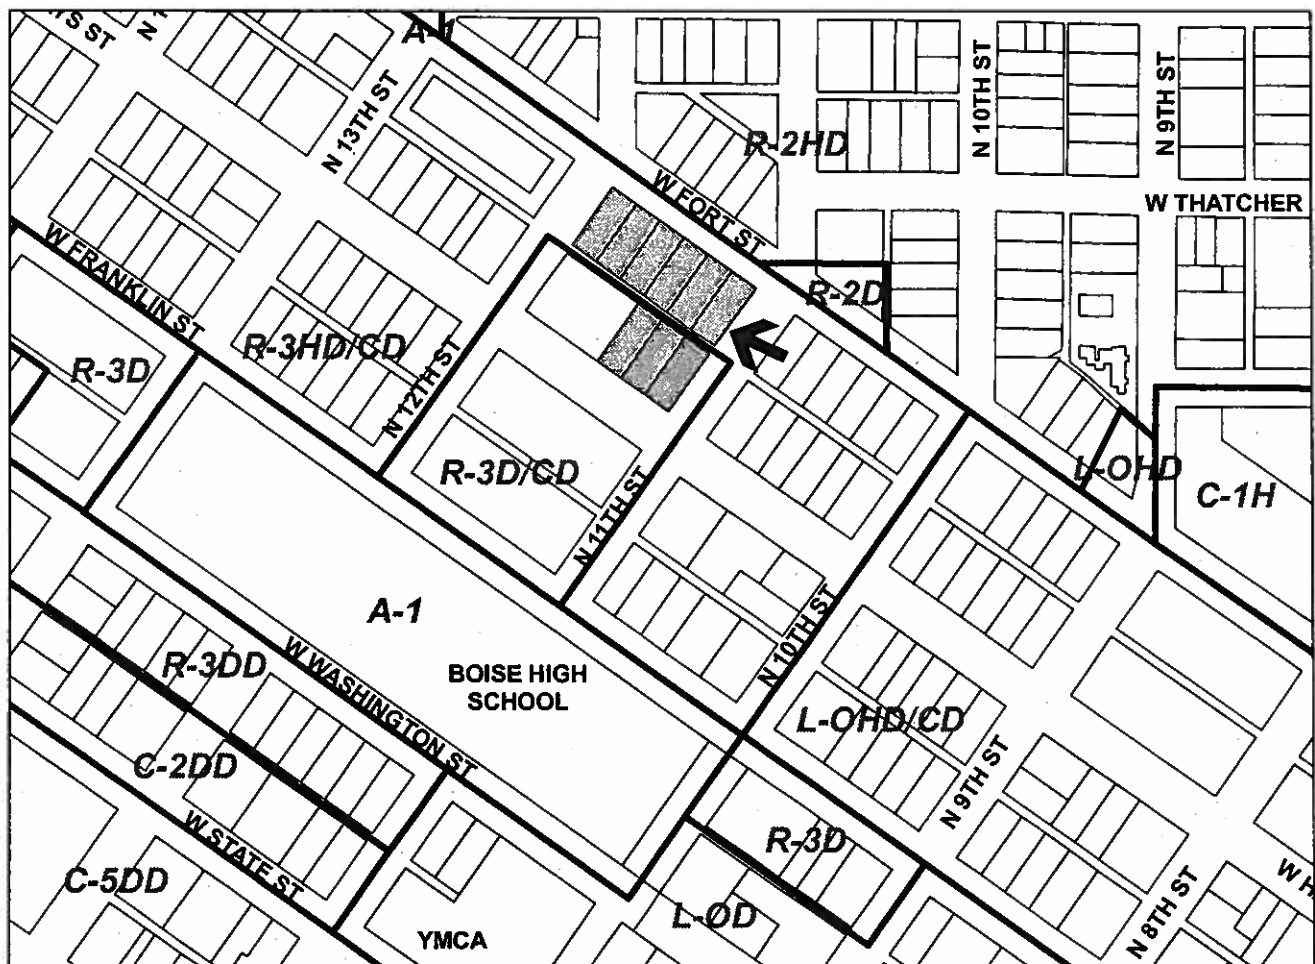 A-1
N 10TH ST
N 9TH ST
N 13TH ST
R-2HD
W FORT ST
W THATCHER
W FRANKLIN ST
R-2D
R-3HD/CD
R-3D
N 12TH ST
R-3D/CD
L-OHD
C-1H
N 11TH ST
A-1
N 10TH ST
R-3DD
W WASHINGTON ST
BOISE HIGH
SCHOOL
L-OHD/CD
C-2DD
N 9TH ST
W STATE ST
R-3D
C-5DD
L-OD
N 8TH ST
YMCA